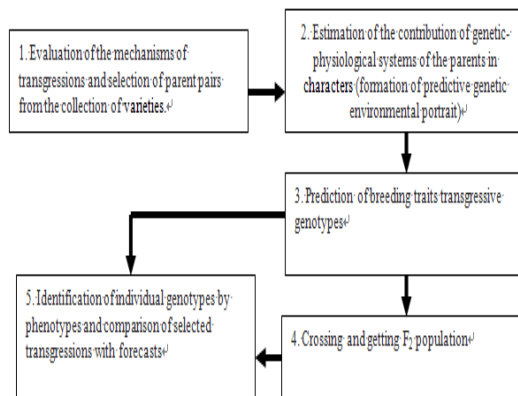 1. Evaluation of the mechanisms of
transgressions and selection of parent pairs
from the collection of varieties.↵
2. Estimation of the contribution of genetic-
physiological systems of the parents in
characters (formation of predictive genetic
environmental portrait)↵
3. Prediction of breeding traits transgressive
genotypes↵
5. Identification of individual genotypes by
phenotypes and comparison of selected
transgressions with forecasts↵
4. Crossing and getting F₂ population↵